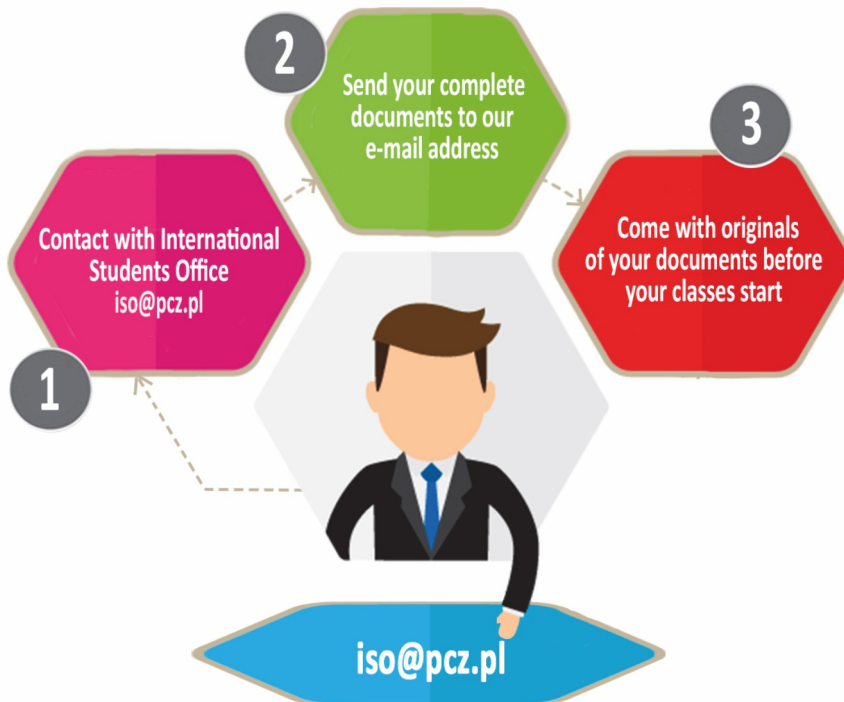 1
Contact with International
Students Office
iso@pcz.pl
2
Send your complete
documents to our
e-mail address
3
Come with originals
of your documents before
your classes start
iso@pcz.pl